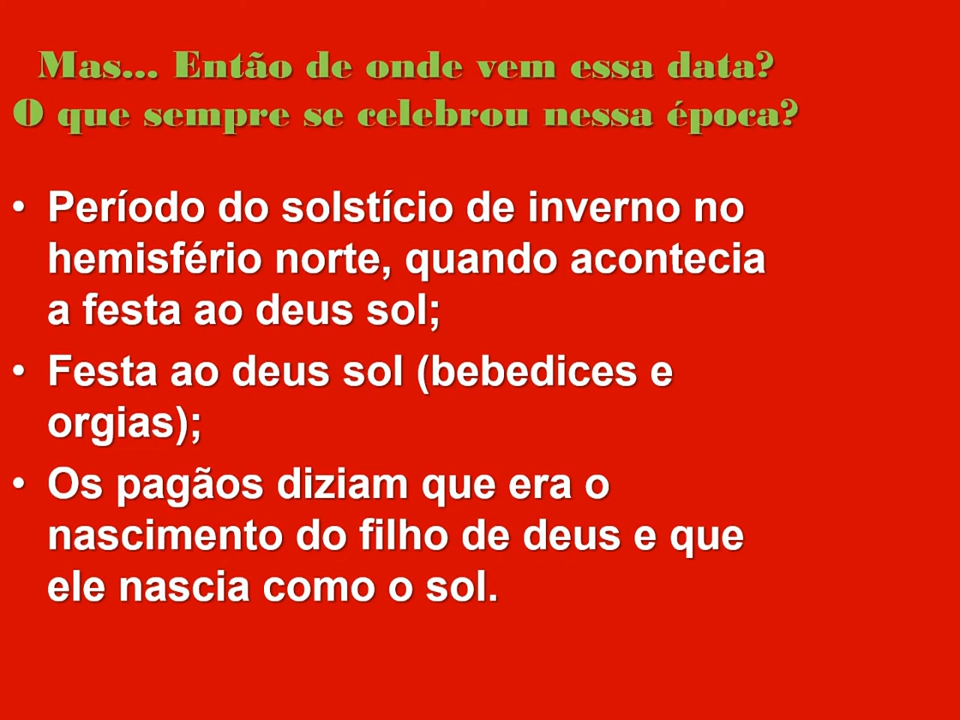 Mas... Então de onde vem essa data?
O que sempre se celebrou nessa época?
• Período do solstício de inverno no
hemisfério norte, quando acontecia
a festa ao deus sol;
• Festa ao deus sol (bebedices e
orgias);
• Os pagãos diziam que era o
nascimento do filho de deus e que
ele nascia como o sol.